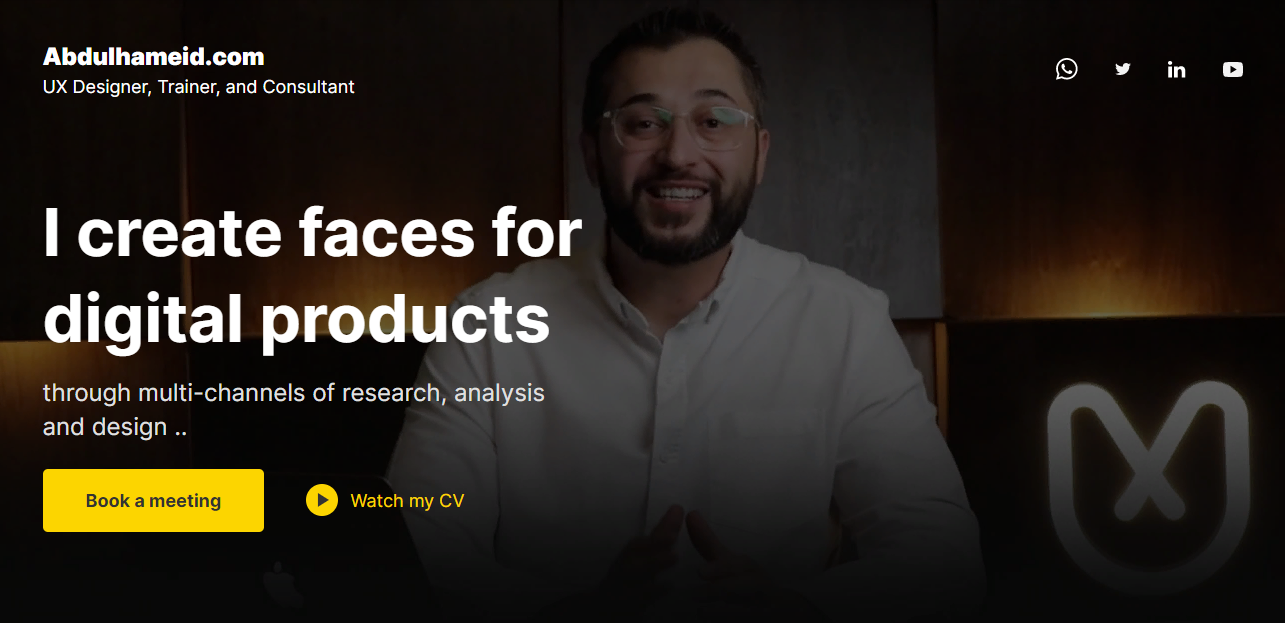 Abdulhameid.com
UX Designer, Trainer, and Consultant
I create faces for
digital products
through multi-channels of research, analysis
and design ..
Book a meeting
Watch my CV